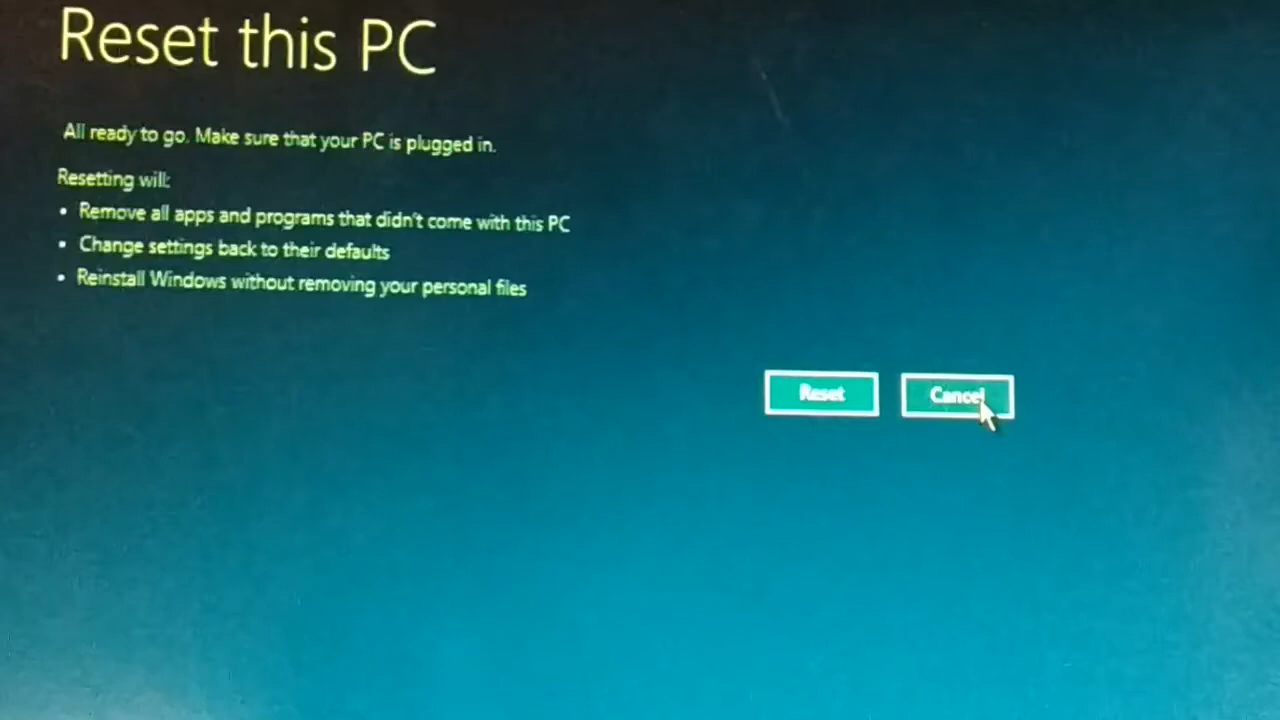 Reset this PC
All ready to go. Make sure that your PC is plugged in.
Resetting will:
• Remove all apps and programs that didn't come with this PC
• Change settings back to their defaults
• Reinstall Windows without removing your personal files
Reset Cancel